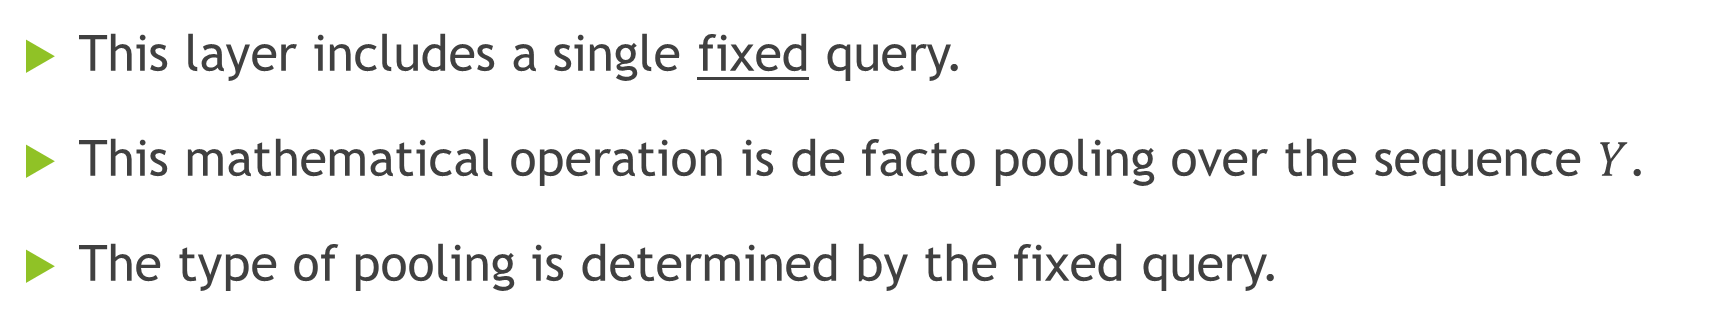 This layer includes a single fixed query.
This mathematical operation is de facto pooling over the sequence Y.
The type of pooling is determined by the fixed query.